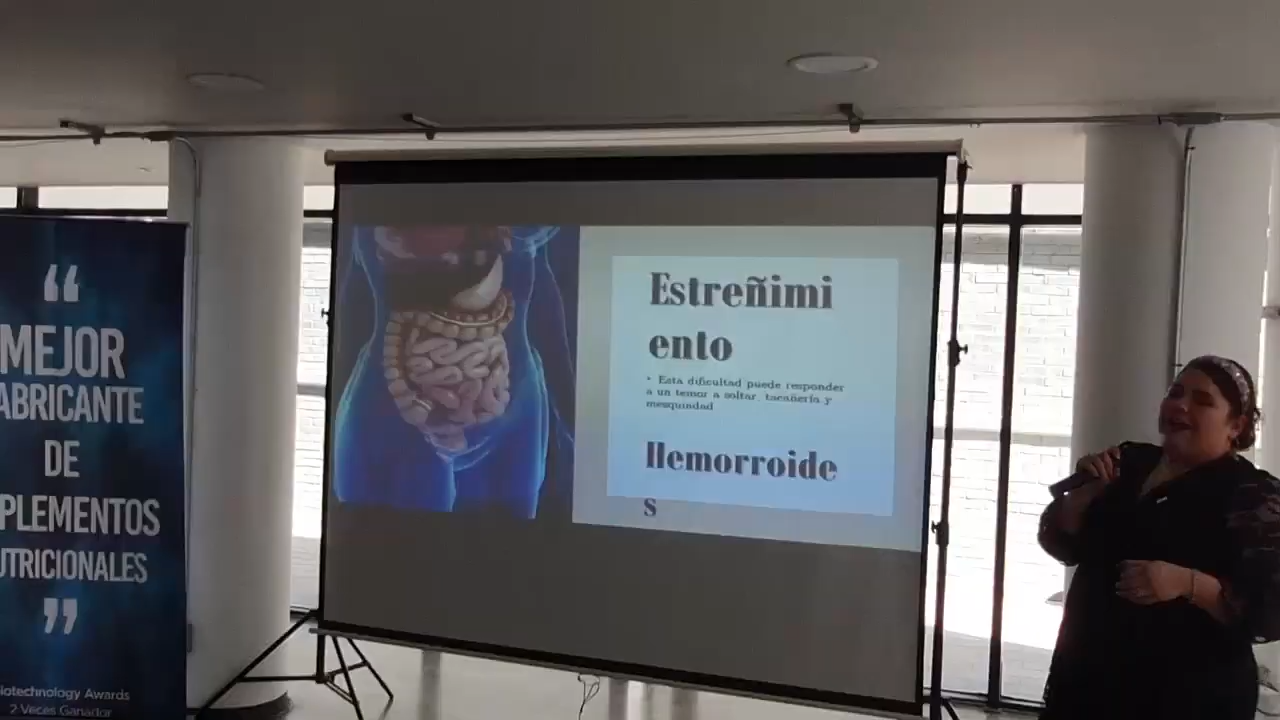 “
MEJOR
ABRICANTE
DE
PLEMENTOS
UTRICIONALES
”
iotechnology Awards
2 Veces Ganador
Estreñimi
ento
• Esta dificultad puede responder
a un temor a soltar, tacañería y
mesquindad
Hemorroide
s